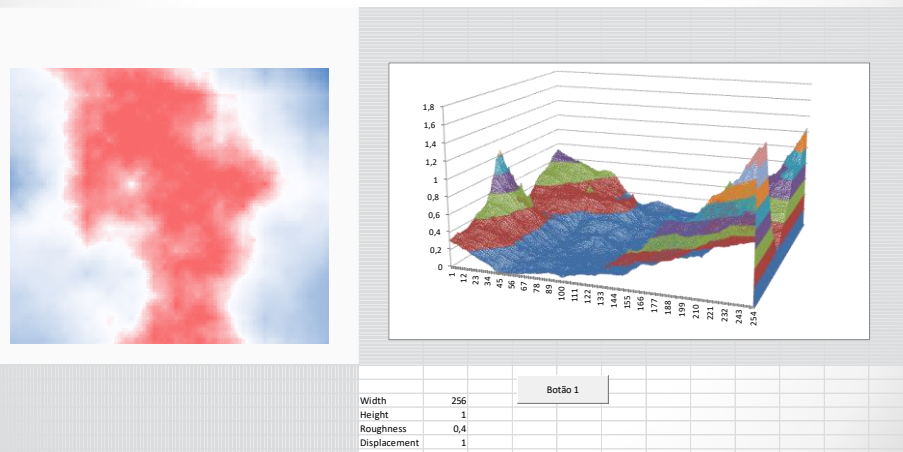 1,8
1,6
1,4
1,2
1
0,8
0,6
0,4
0,2
0
1 12 23 34 45 56 67 78 89 100 111 122 133 144 155 166 177 188 199 210 221 232 243 254
Botão 1
Width 256
Height 1
Roughness 0,4
Displacement 1